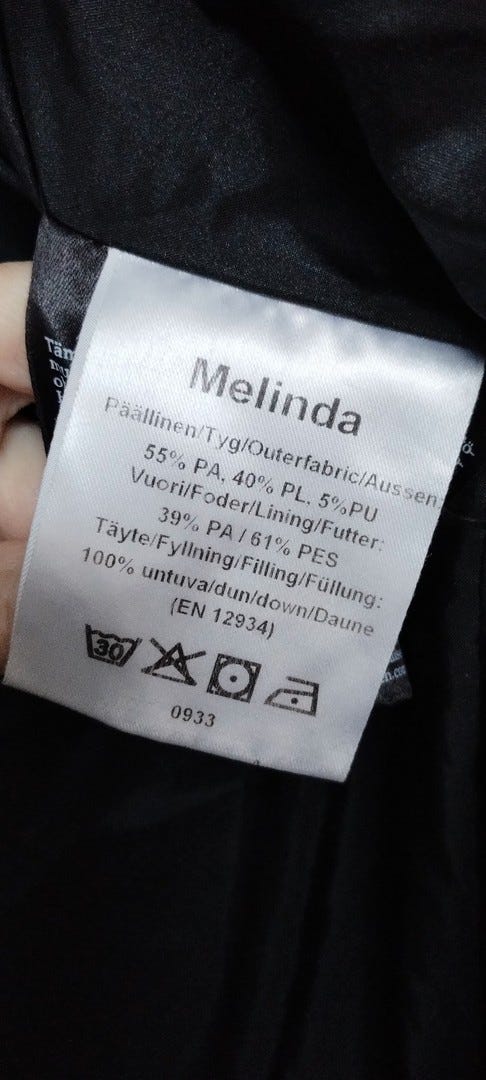 Melinda
Päällinen/Tyg/Outerfabric/Aussen
55% PA, 40% PL, 5%PU
Vuori/Foder/Lining/Futter:
39% PA / 61% PES
Täyte/Fyllning/Filling/Füllung:
100% untuva/dun/down/Daune
(EN 12934)
30
0933